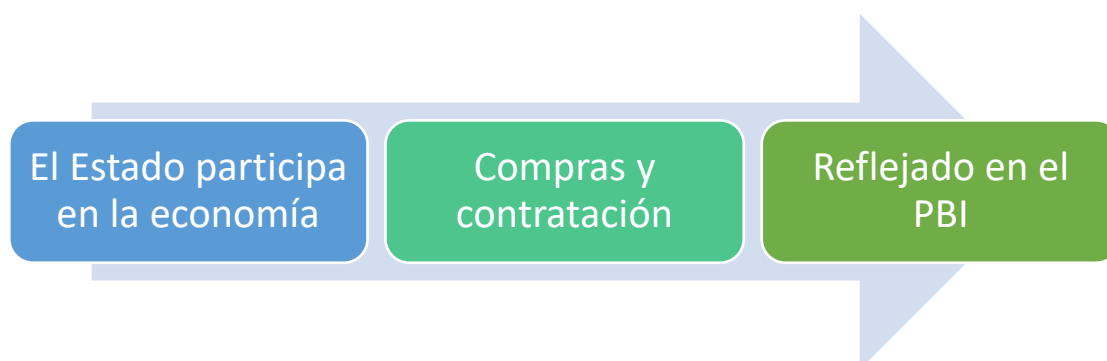 El Estado participa
en la economía
Compras y
contratación
Reflejado en el
PBI